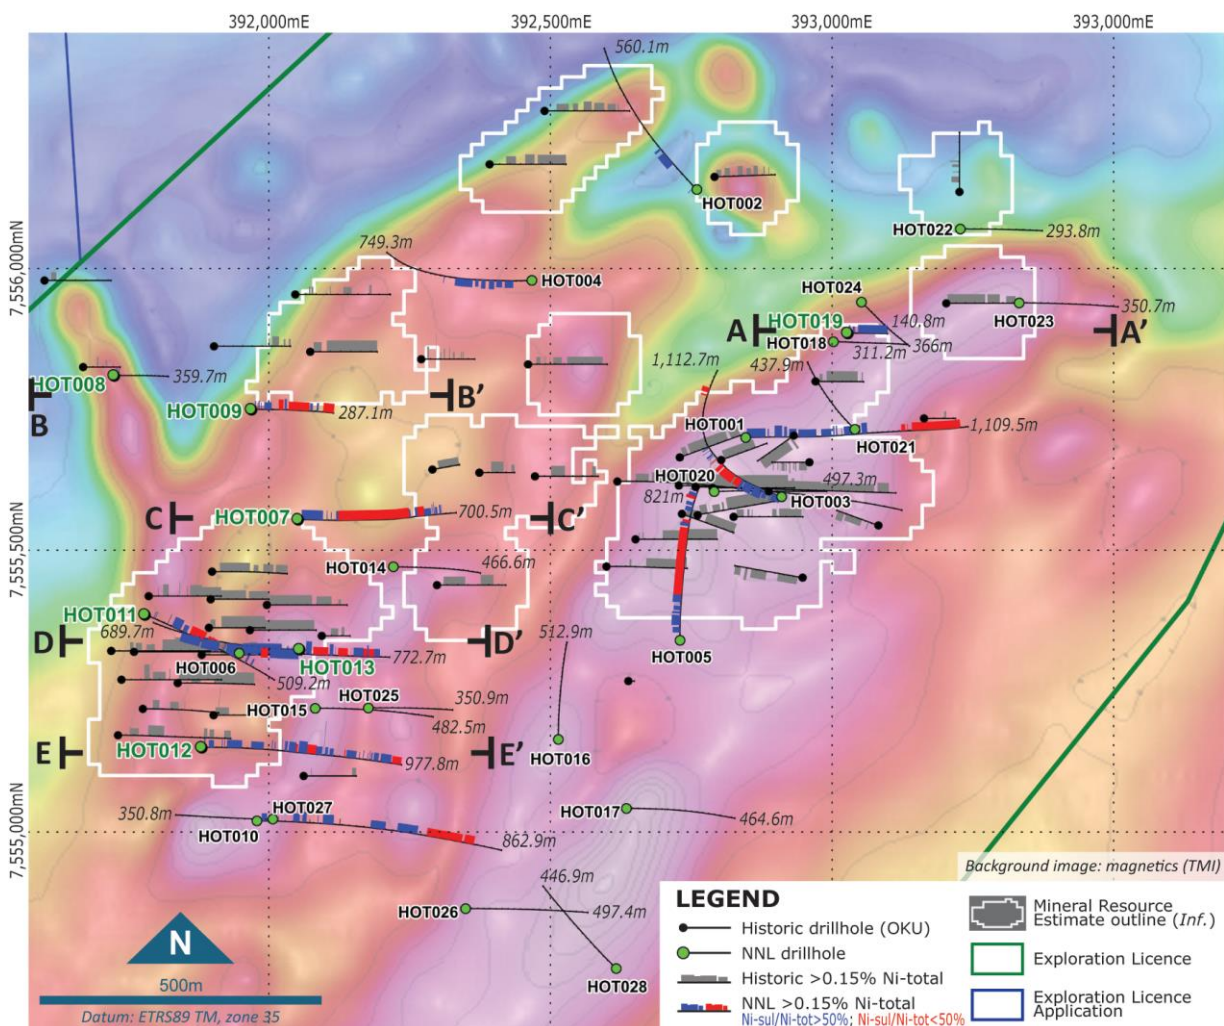 392,000mE
392,500mE
393,000mE
393,000mE
560.1m
HOT002
HOT022
293.8m
7,556,000mN
749.3m
HOT004
HOT024
HOT023
350.7m
A
HOT019
140.8m
A'
HOT018
311.2m
366m
1,112.7m
437.9m
HOT008
359.7m
B
B'
HOT009
287.1m
HOT001
HOT021
1,109.5m
HOT020
497.3m
821m
HOT003
C
HOT007
700.5m
C'
7,555,500mN
HOT014
466.6m
HOT011
689.7m
D
D'
HOT006
HOT013
772.7m
512.9m
HOT005
509.2m
HOT025
350.9m
HOT015
482.5m
E
HOT012
977.8m
E'
HOT016
350.8m
HOT027
HOT010
862.9m
HOT017
464.6m
7,555,000mN
446.9m
HOT026
497.4m
HOT028
Background image: magnetics (TMI)
N
500m
Datum: ETRS89 TM, zone 35
LEGEND
Historic drillhole (OKU)
NNL drillhole
Historic >0.15% Ni-total
NNL >0.15% Ni-total
Ni-sul/Ni-tot>50%; Ni-sul/Ni-tot<50%
Mineral Resource
Estimate outline (Inf.)
Exploration Licence
Exploration Licence
Application